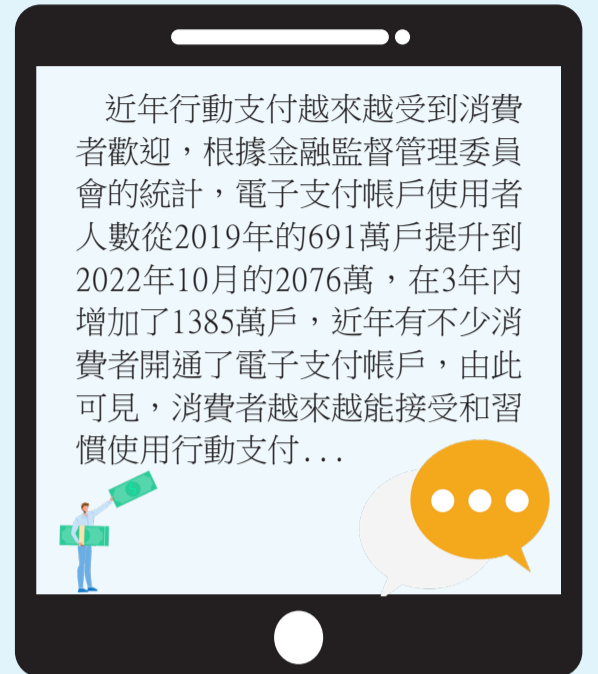 近年行動支付越來越受到消費
者歡迎，根據金融監督管理委員
會的統計，電子支付帳戶使用者
人數從2019年的691萬戶提升到
2022年10月的2076萬，在3年內
增加了1385萬戶，近年有不少消
費者開通了電子支付帳戶，由此
可見，消費者越來越能接受和習
慣使用行動支付...